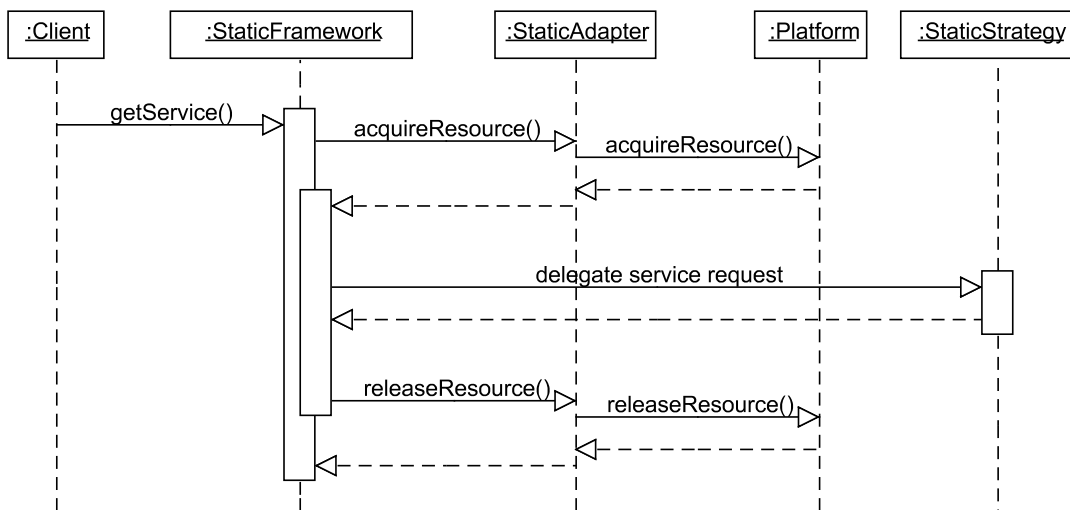 :Client
:StaticFramework
:StaticAdapter
:Platform
:StaticStrategy
getService()
acquireResource()
acquireResource()
delegate service request
releaseResource()
releaseResource()